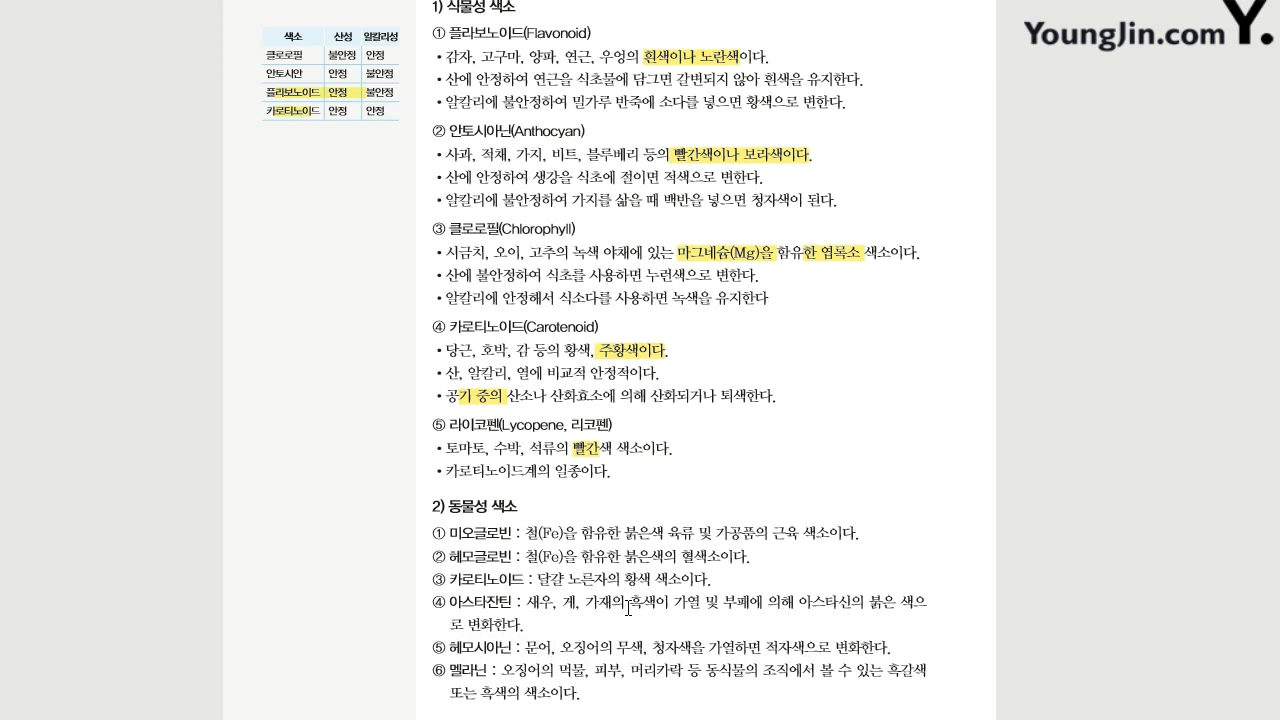 YoungJin.com Y.
색소 산성 알칼리성
클로로필 불안정 안정
안토시안 안정 불안정
플라보노이드 안정 불안정
카로티노이드 안정 안정
1) 식물성 색소
① 플라보노이드(Flavonoid)
• 감자, 고구마, 양파, 연근, 우엉의 흰색이나 노란색이다.
• 산에 안정하여 연근을 식초물에 담그면 갈변되지 않아 흰색을 유지한다.
• 알칼리에 불안정하여 밀가루 반죽에 소다를 넣으면 황색으로 변한다.
② 안토시아닌(Anthocyan)
• 사과, 적채, 가지, 비트, 블루베리 등의 빨간색이나 보라색이다.
• 산에 안정하여 생강을 식초에 절이면 적색으로 변한다.
• 알칼리에 불안정하여 가지를 삶을 때 백반을 넣으면 청자색이 된다.
③ 클로로필(Chlorophyll)
• 시금치, 오이, 고추의 녹색 야채에 있는 마그네슘(Mg)을 함유한 엽록소 색소이다.
• 산에 불안정하여 식초를 사용하면 누런색으로 변한다.
• 알칼리에 안정해서 식소다를 사용하면 녹색을 유지한다
④ 카로티노이드(Carotenoid)
• 당근, 호박, 감 등의 황색, 주황색이다.
• 산, 알칼리, 열에 비교적 안정적이다.
• 공기 중의 산소나 산화효소에 의해 산화되거나 퇴색한다.
⑤ 라이코펜(Lycopene, 리코펜)
• 토마토, 수박, 석류의 빨간색 색소이다.
• 카로티노이드계의 일종이다.
2) 동물성 색소
① 미오글로빈 : 철(Fe)을 함유한 붉은색 육류 및 가공품의 근육 색소이다.
② 헤모글로빈 : 철(Fe)을 함유한 붉은색의 혈색소이다.
③ 카로티노이드 : 달걀 노른자의 황색 색소이다.
④ 아스타잔틴 : 새우, 게, 가재의 흑색이 가열 및 부패에 의해 아스타신의 붉은 색으
로 변화한다.
⑤ 헤모시아닌 : 문어, 오징어의 무색, 청자색을 가열하면 적자색으로 변화한다.
⑥ 멜라닌 : 오징어의 먹물, 피부, 머리카락 등 동식물의 조직에서 볼 수 있는 흑갈색
또는 흑색의 색소이다.